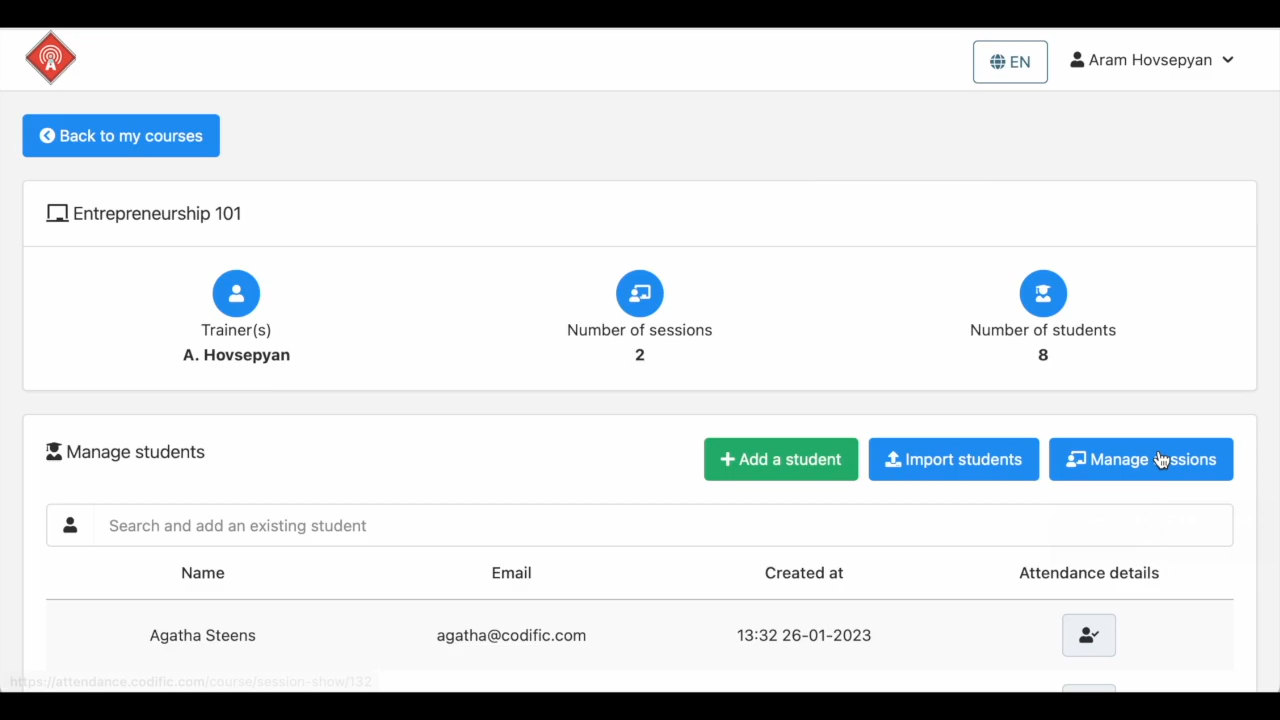 A
EN
Aram Hovsepyan
Back to my courses
Entrepreneurship 101
Trainer(s)
A. Hovsepyan
Number of sessions
2
Number of students
8
Manage students
Add a student
Import students
Manage sessions
Search and add an existing student
Name Email Created at Attendance details
Agatha Steens agatha@codific.com 13:32 26-01-2023
https://attendance.codific.com/course/session-show/132